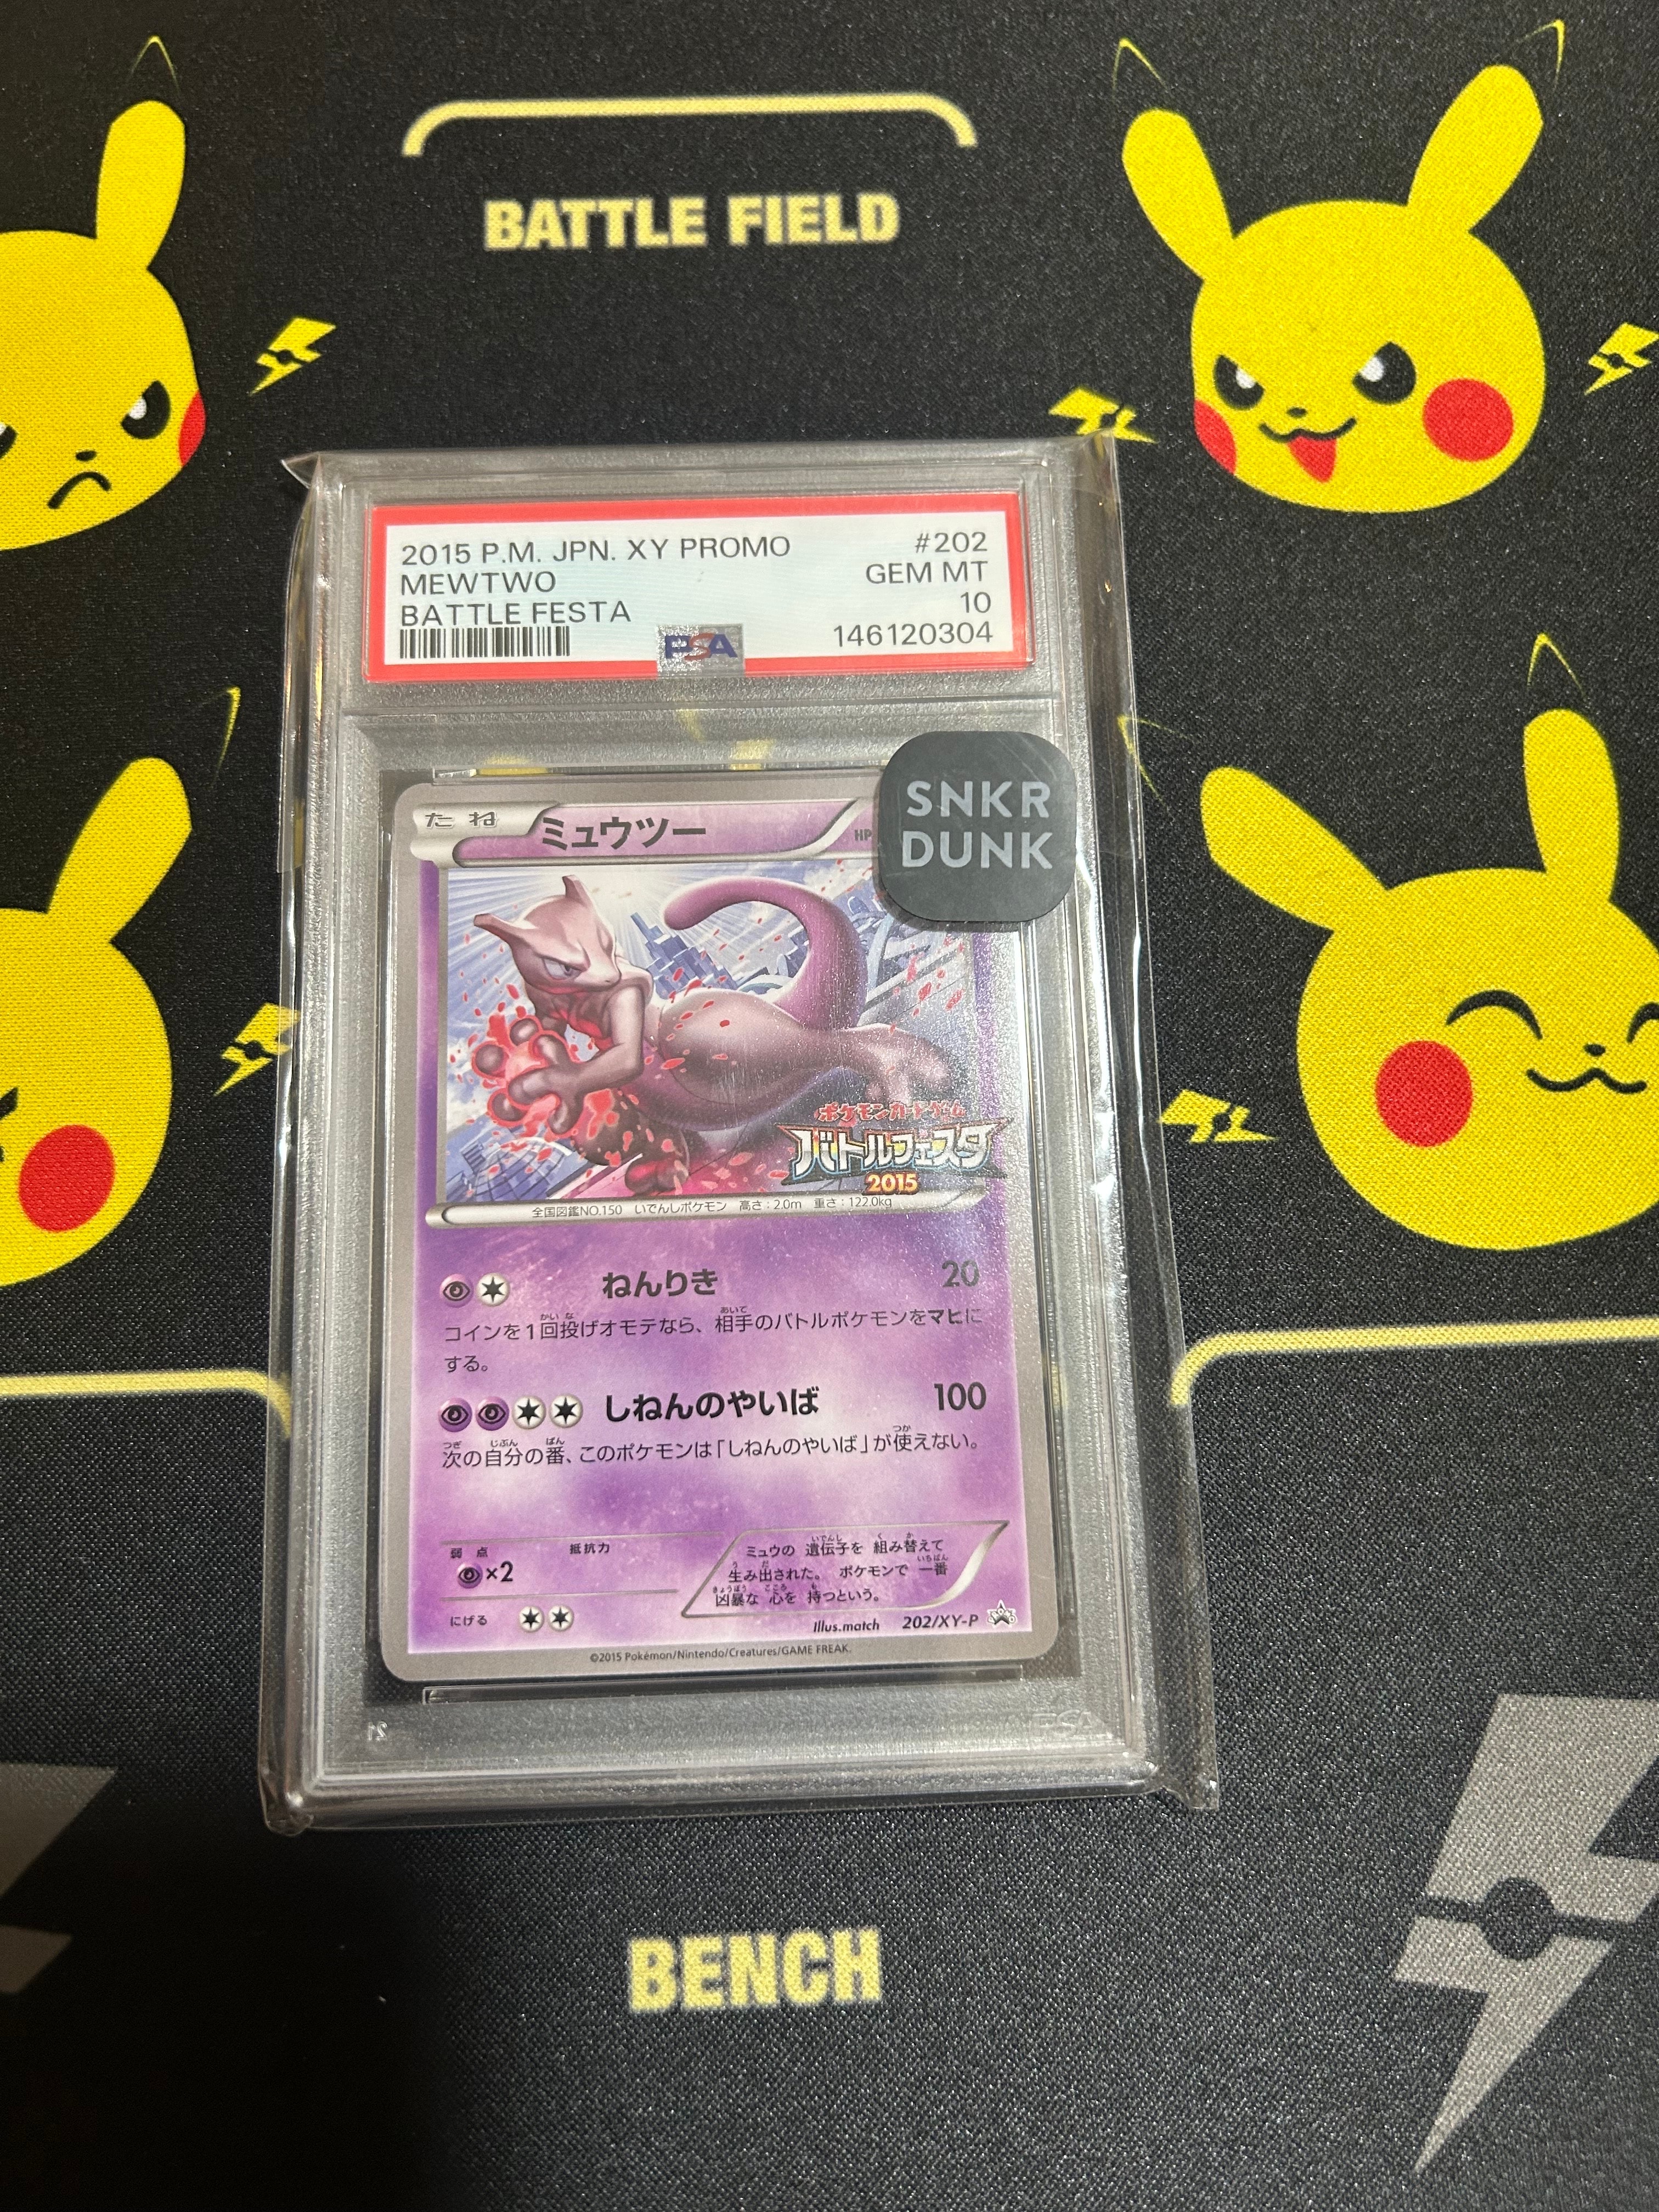 BATTLE FIELD
2015 P.M. JPN. XY PROMO #202
MEWTWO GEM MT
BATTLE FESTA 10
PSA 146120304
SNKR
DUNK
たね ミュウツー HP
ポケモンカードゲーム
バトルフェスタ
2015
全国図鑑NO.150 いでんしポケモン 高さ:2.0m 重さ:122.0kg
ねんりき 20
コインを1回投げオモテなら、相手のバトルポケモンをマヒに
する。
しねんのやいば 100
次の自分の番、このポケモンは「しねんのやいば」が使えない。
弱点 抵抗力
×2
にげる
ミュウの 遺伝子を 組み替えて
生み出された。 ポケモンで 一番
凶暴な 心を 持つという。
Illus.match 202/XY-P
©2015 Pokémon/Nintendo/Creatures/GAME FREAK.
BENCH